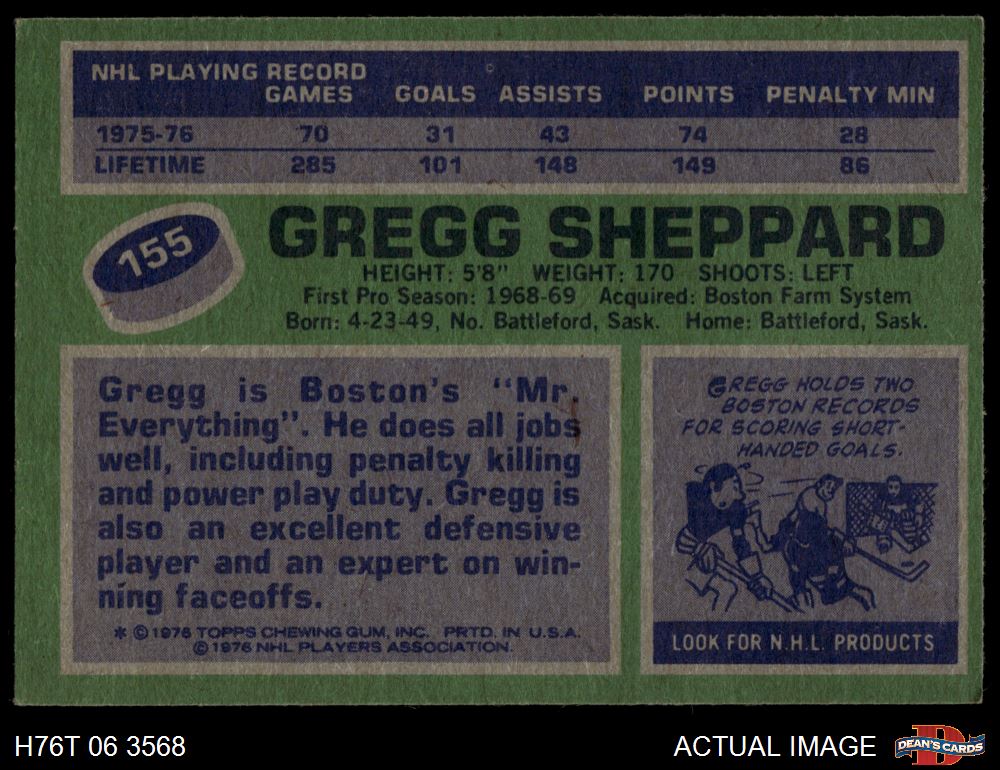 NHL PLAYING RECORD
GAMES GOALS ASSISTS POINTS PENALTY MIN
1975-76 70 31 43 74 28
LIFETIME 285 101 148 149 86
155
GREGG SHEPPARD
HEIGHT: 5'8" WEIGHT: 170 SHOOTS: LEFT
First Pro Season: 1968-69 Acquired: Boston Farm System
Born: 4-23-49, No. Battleford, Sask. Home: Battleford, Sask.
Gregg is Boston's "Mr.
Everything". He does all jobs
well, including penalty killing
and power play duty. Gregg is
also an excellent defensive
player and an expert on win-
ning faceoffs.
* © 1976 TOPPS CHEWING GUM, INC. PRTD. IN U.S.A.
© 1976 NHL PLAYERS ASSOCIATION.
GREGG HOLDS TWO
BOSTON RECORDS
FOR SCORING SHORT-
HANDED GOALS.
LOOK FOR N.H.L. PRODUCTS
H76T 06 3568
ACTUAL IMAGE
D
DEAN'S CARDS